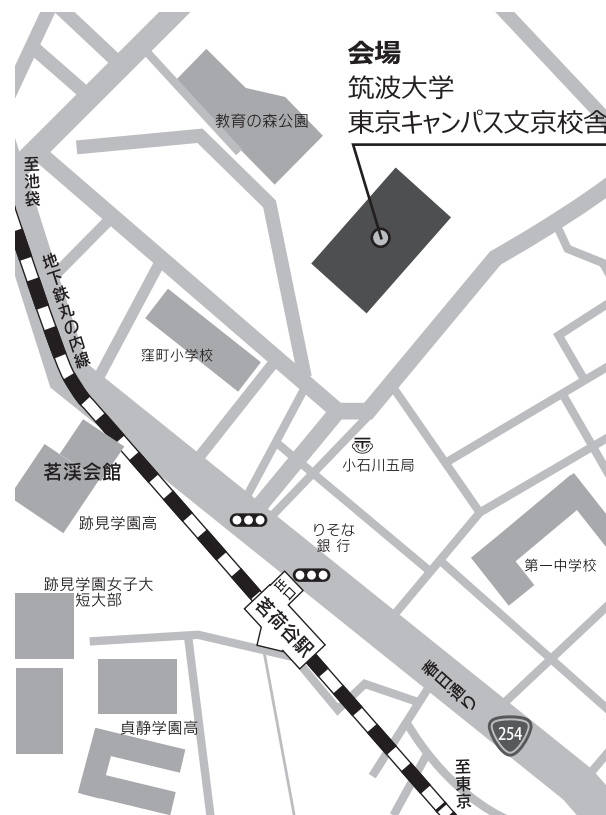 会場
筑波大学
東京キャンパス文京校舎
教育の森公園
至池袋
地下鉄丸の内線
窪町小学校
小石川五局
茗渓会館
跡見学園高
りそな
銀行
第一中学校
跡見学園女子大
短大部
出口
茗荷谷駅
春日通り
貞静学園高
254
至東京